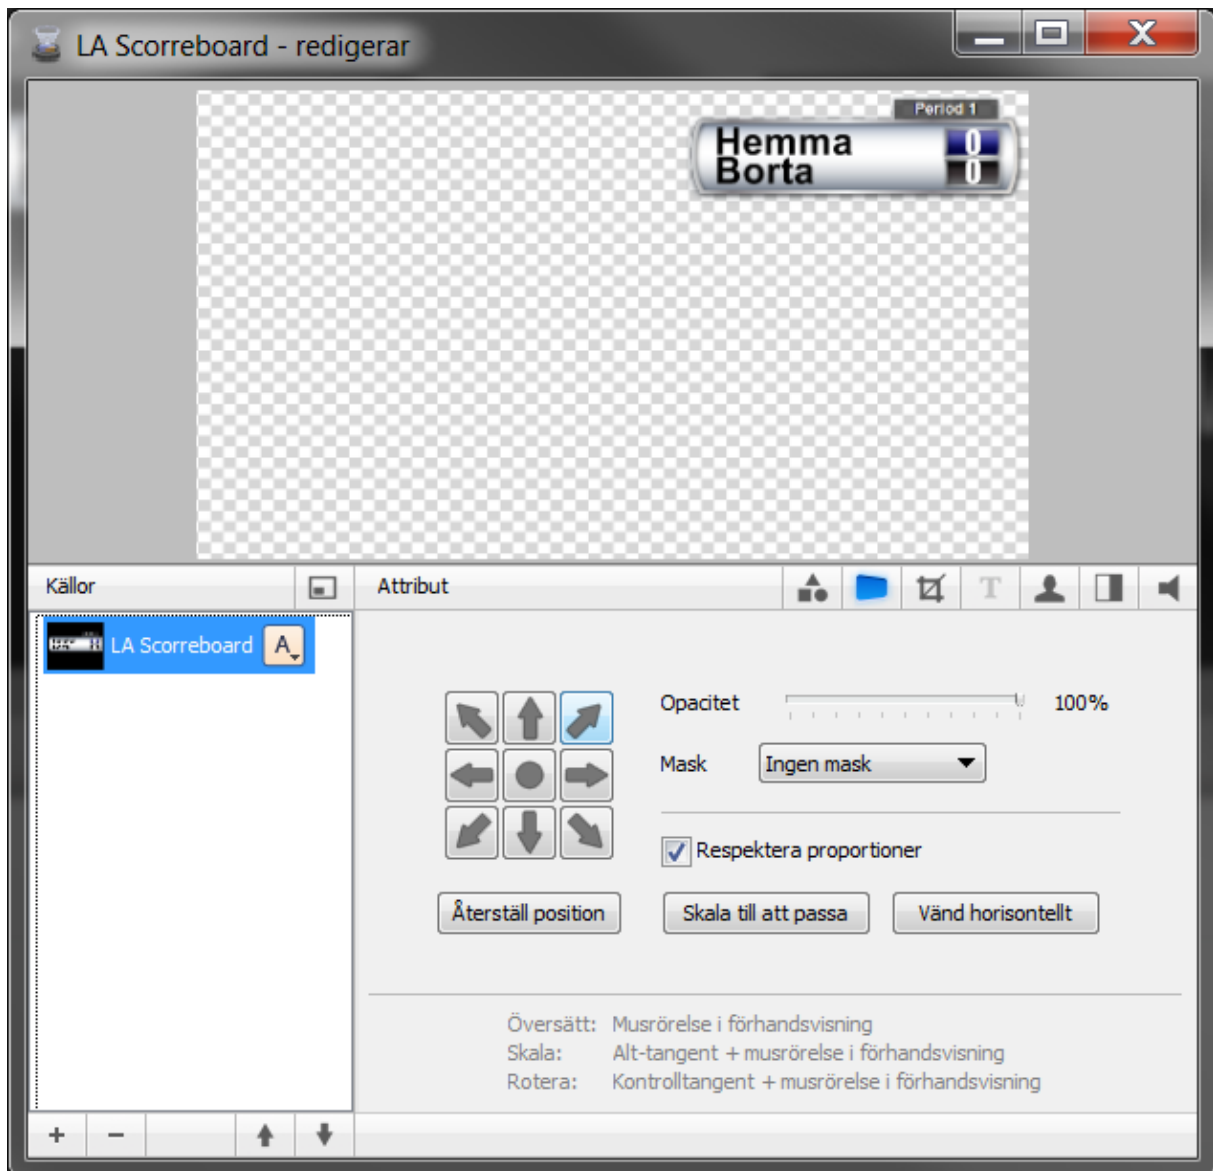 LA Scorreboard - redigerar
Period 1
Hemma 0
Borta 0
Källor
Attribut
T
LA Scorreboard A
Opacitet 100%
Mask Ingen mask
Respektera proportioner
Återställ position
Skala till att passa
Vänd horisontellt
Översätt: Musrörelse i förhandsvisning
Skala: Alt-tangent + musrörelse i förhandsvisning
Rotera: Kontrolltangent + musrörelse i förhandsvisning